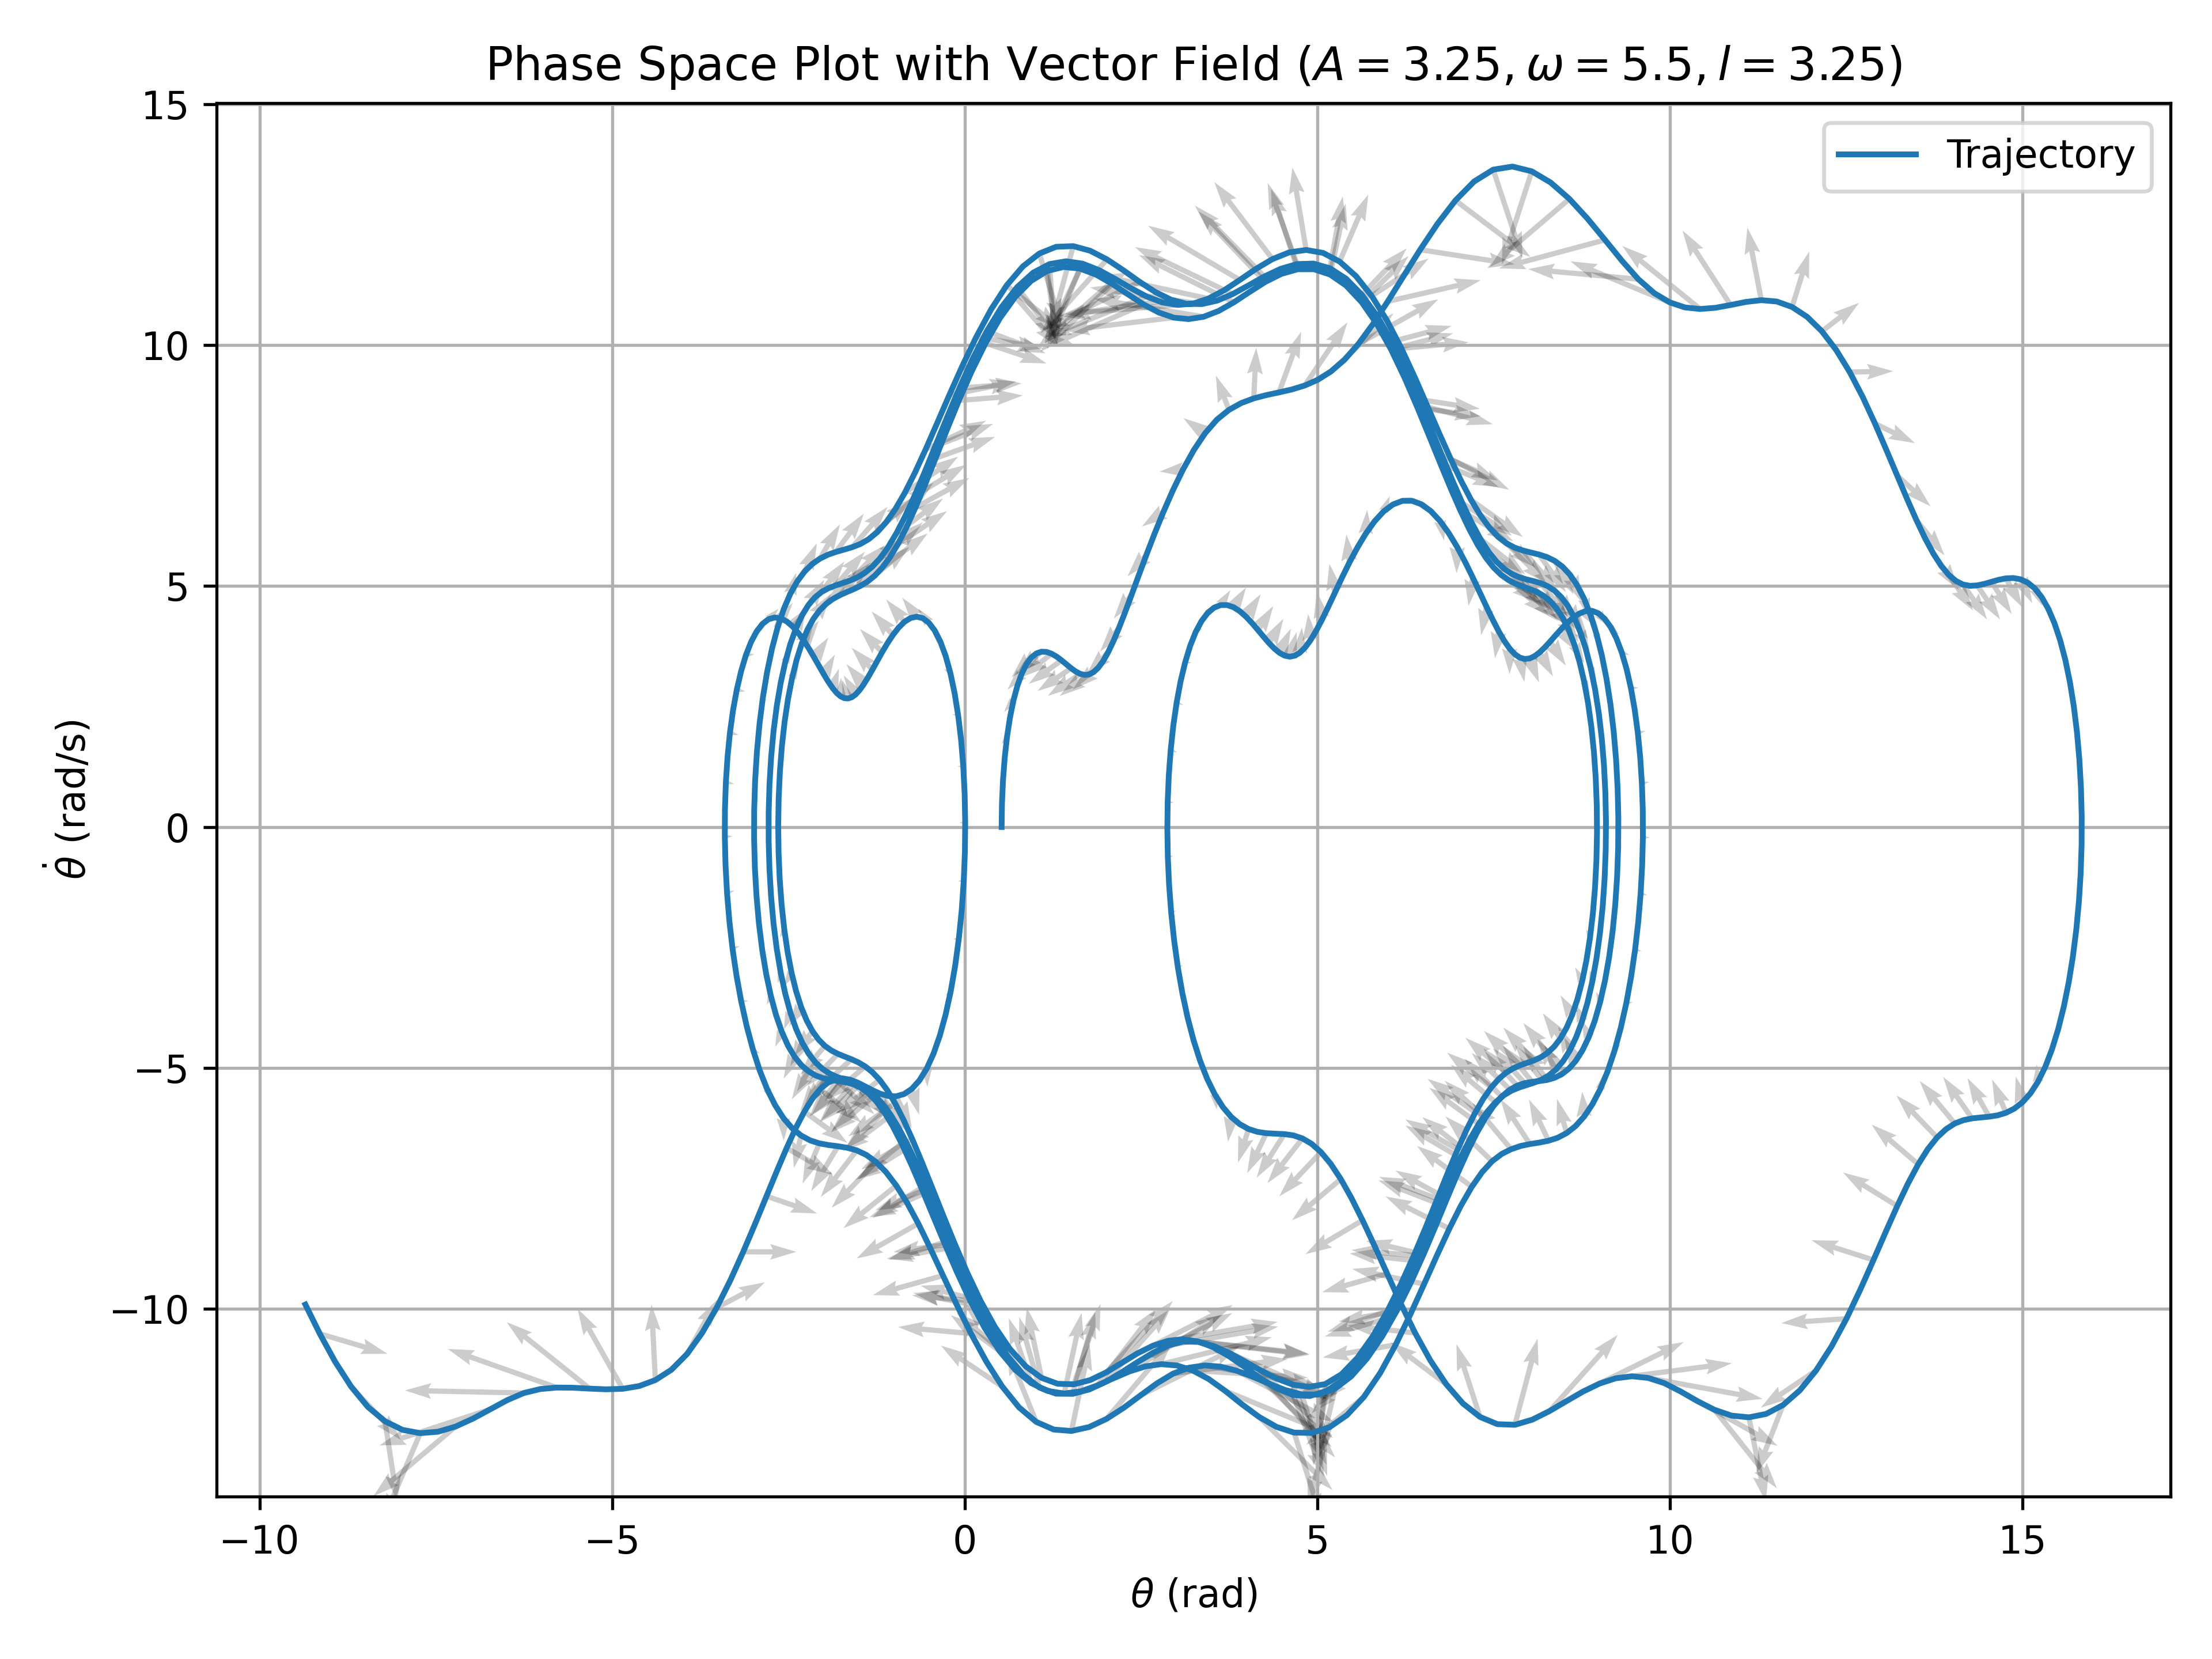 Phase Space Plot with Vector Field (A = 3.25, ω = 5.5, l = 3.25)
Trajectory
15
10
5
0
−5
−10
θ̇ (rad/s)
−10 −5 0 5 10 15
θ (rad)